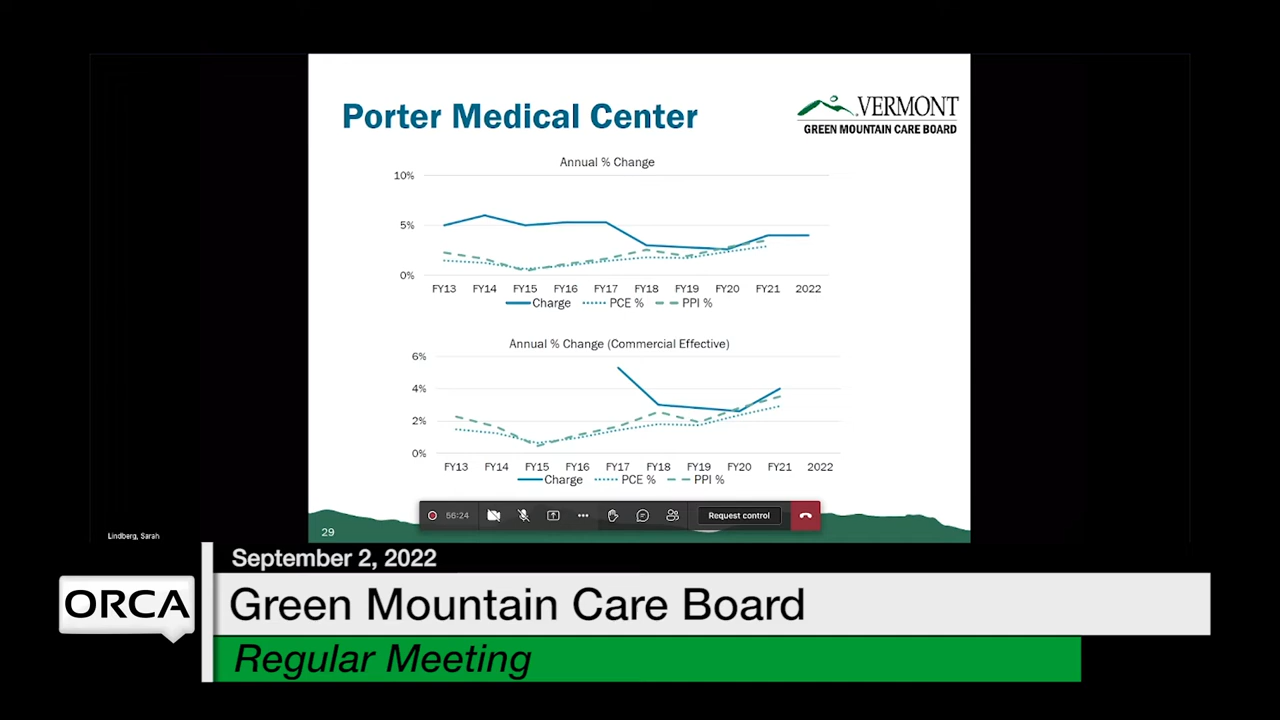 Porter Medical Center
VERMONT
GREEN MOUNTAIN CARE BOARD
Annual % Change
10%
5%
0%
FY13 FY14 FY15 FY16 FY17 FY18 FY19 FY20 FY21 2022
Charge PCE % PPI %
Annual % Change (Commercial Effective)
6%
4%
2%
0%
FY13 FY14 FY15 FY16 FY17 FY18 FY19 FY20 FY21 2022
Charge PCE % PPI %
56:24 Request control
29
Lindberg, Sarah
September 2, 2022
ORCA
Green Mountain Care Board
Regular Meeting